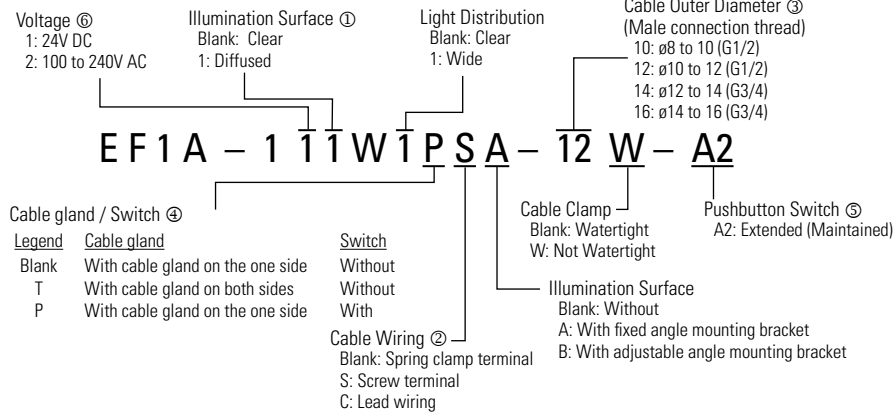 Voltage ⑥
1: 24V DC
2: 100 to 240V AC
Illumination Surface ①
Blank: Clear
1: Diffused
Light Distribution
Blank: Clear
1: Wide
Cable Outer Diameter ③
(Male connection thread)
10: ø8 to 10 (G1/2)
12: ø10 to 12 (G1/2)
14: ø12 to 14 (G3/4)
16: ø14 to 16 (G3/4)
EF1A – 1 1 1 W 1 P S A – 12 W – A2
Cable gland / Switch ④
Legend Cable gland Switch
Blank With cable gland on the one side Without
T With cable gland on both sides Without
P With cable gland on the one side With
Cable Wiring ②
Blank: Spring clamp terminal
S: Screw terminal
C: Lead wiring
Cable Clamp
Blank: Watertight
W: Not Watertight
Illumination Surface
Blank: Without
A: With fixed angle mounting bracket
B: With adjustable angle mounting bracket
Pushbutton Switch ⑤
A2: Extended (Maintained)